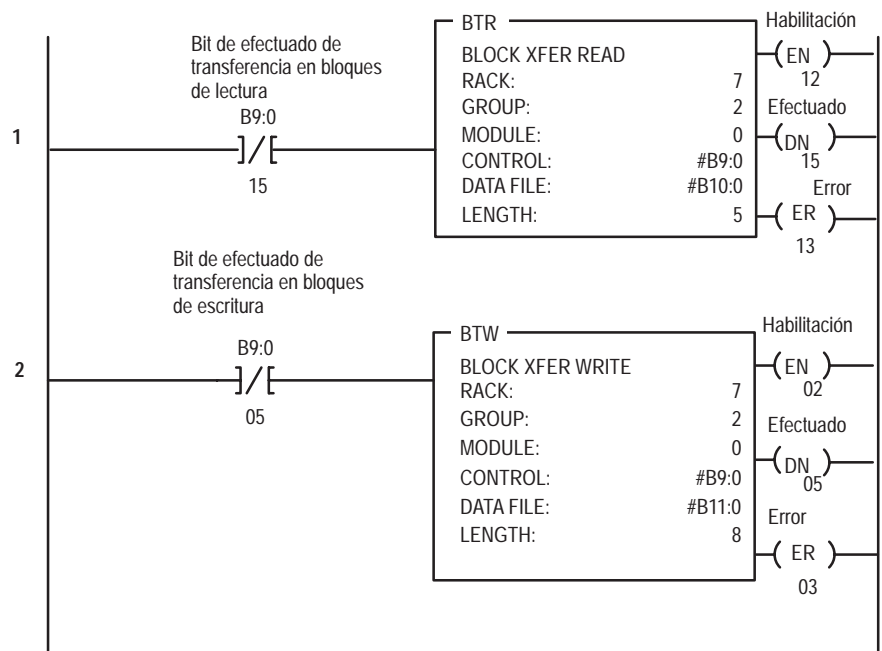 BTR
Habilitación
Bit de efectuado de
transferencia en bloques
de lectura
BLOCK XFER READ
EN
12
RACK: 7
B9:0
GROUP: 2
Efectuado
1
MODULE: 0
DN
15
15
CONTROL: #B9:0
DATA FILE: #B10:0
Error
LENGTH: 5
ER
13
Bit de efectuado de
transferencia en bloques
de escritura
BTW
Habilitación
B9:0
2
BLOCK XFER WRITE
EN
02
RACK: 7
05
GROUP: 2
Efectuado
MODULE: 0
DN
05
CONTROL: #B9:0
DATA FILE: #B11:0
Error
LENGTH: 8
ER
03